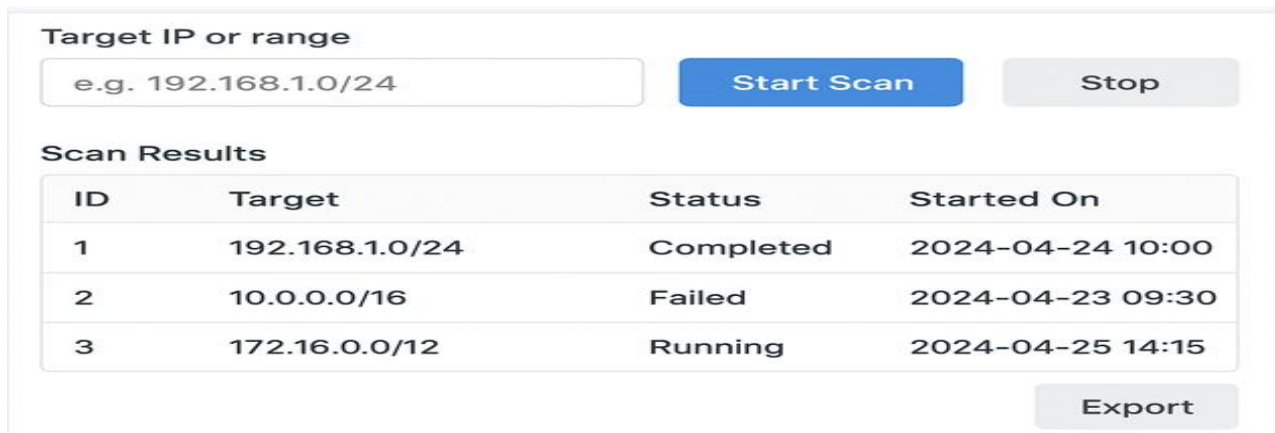 Target IP or range
e.g. 192.168.1.0/24 Start Scan Stop
Scan Results
ID Target Status Started On
1 192.168.1.0/24 Completed 2024-04-24 10:00
2 10.0.0.0/16 Failed 2024-04-23 09:30
3 172.16.0.0/12 Running 2024-04-25 14:15
Export